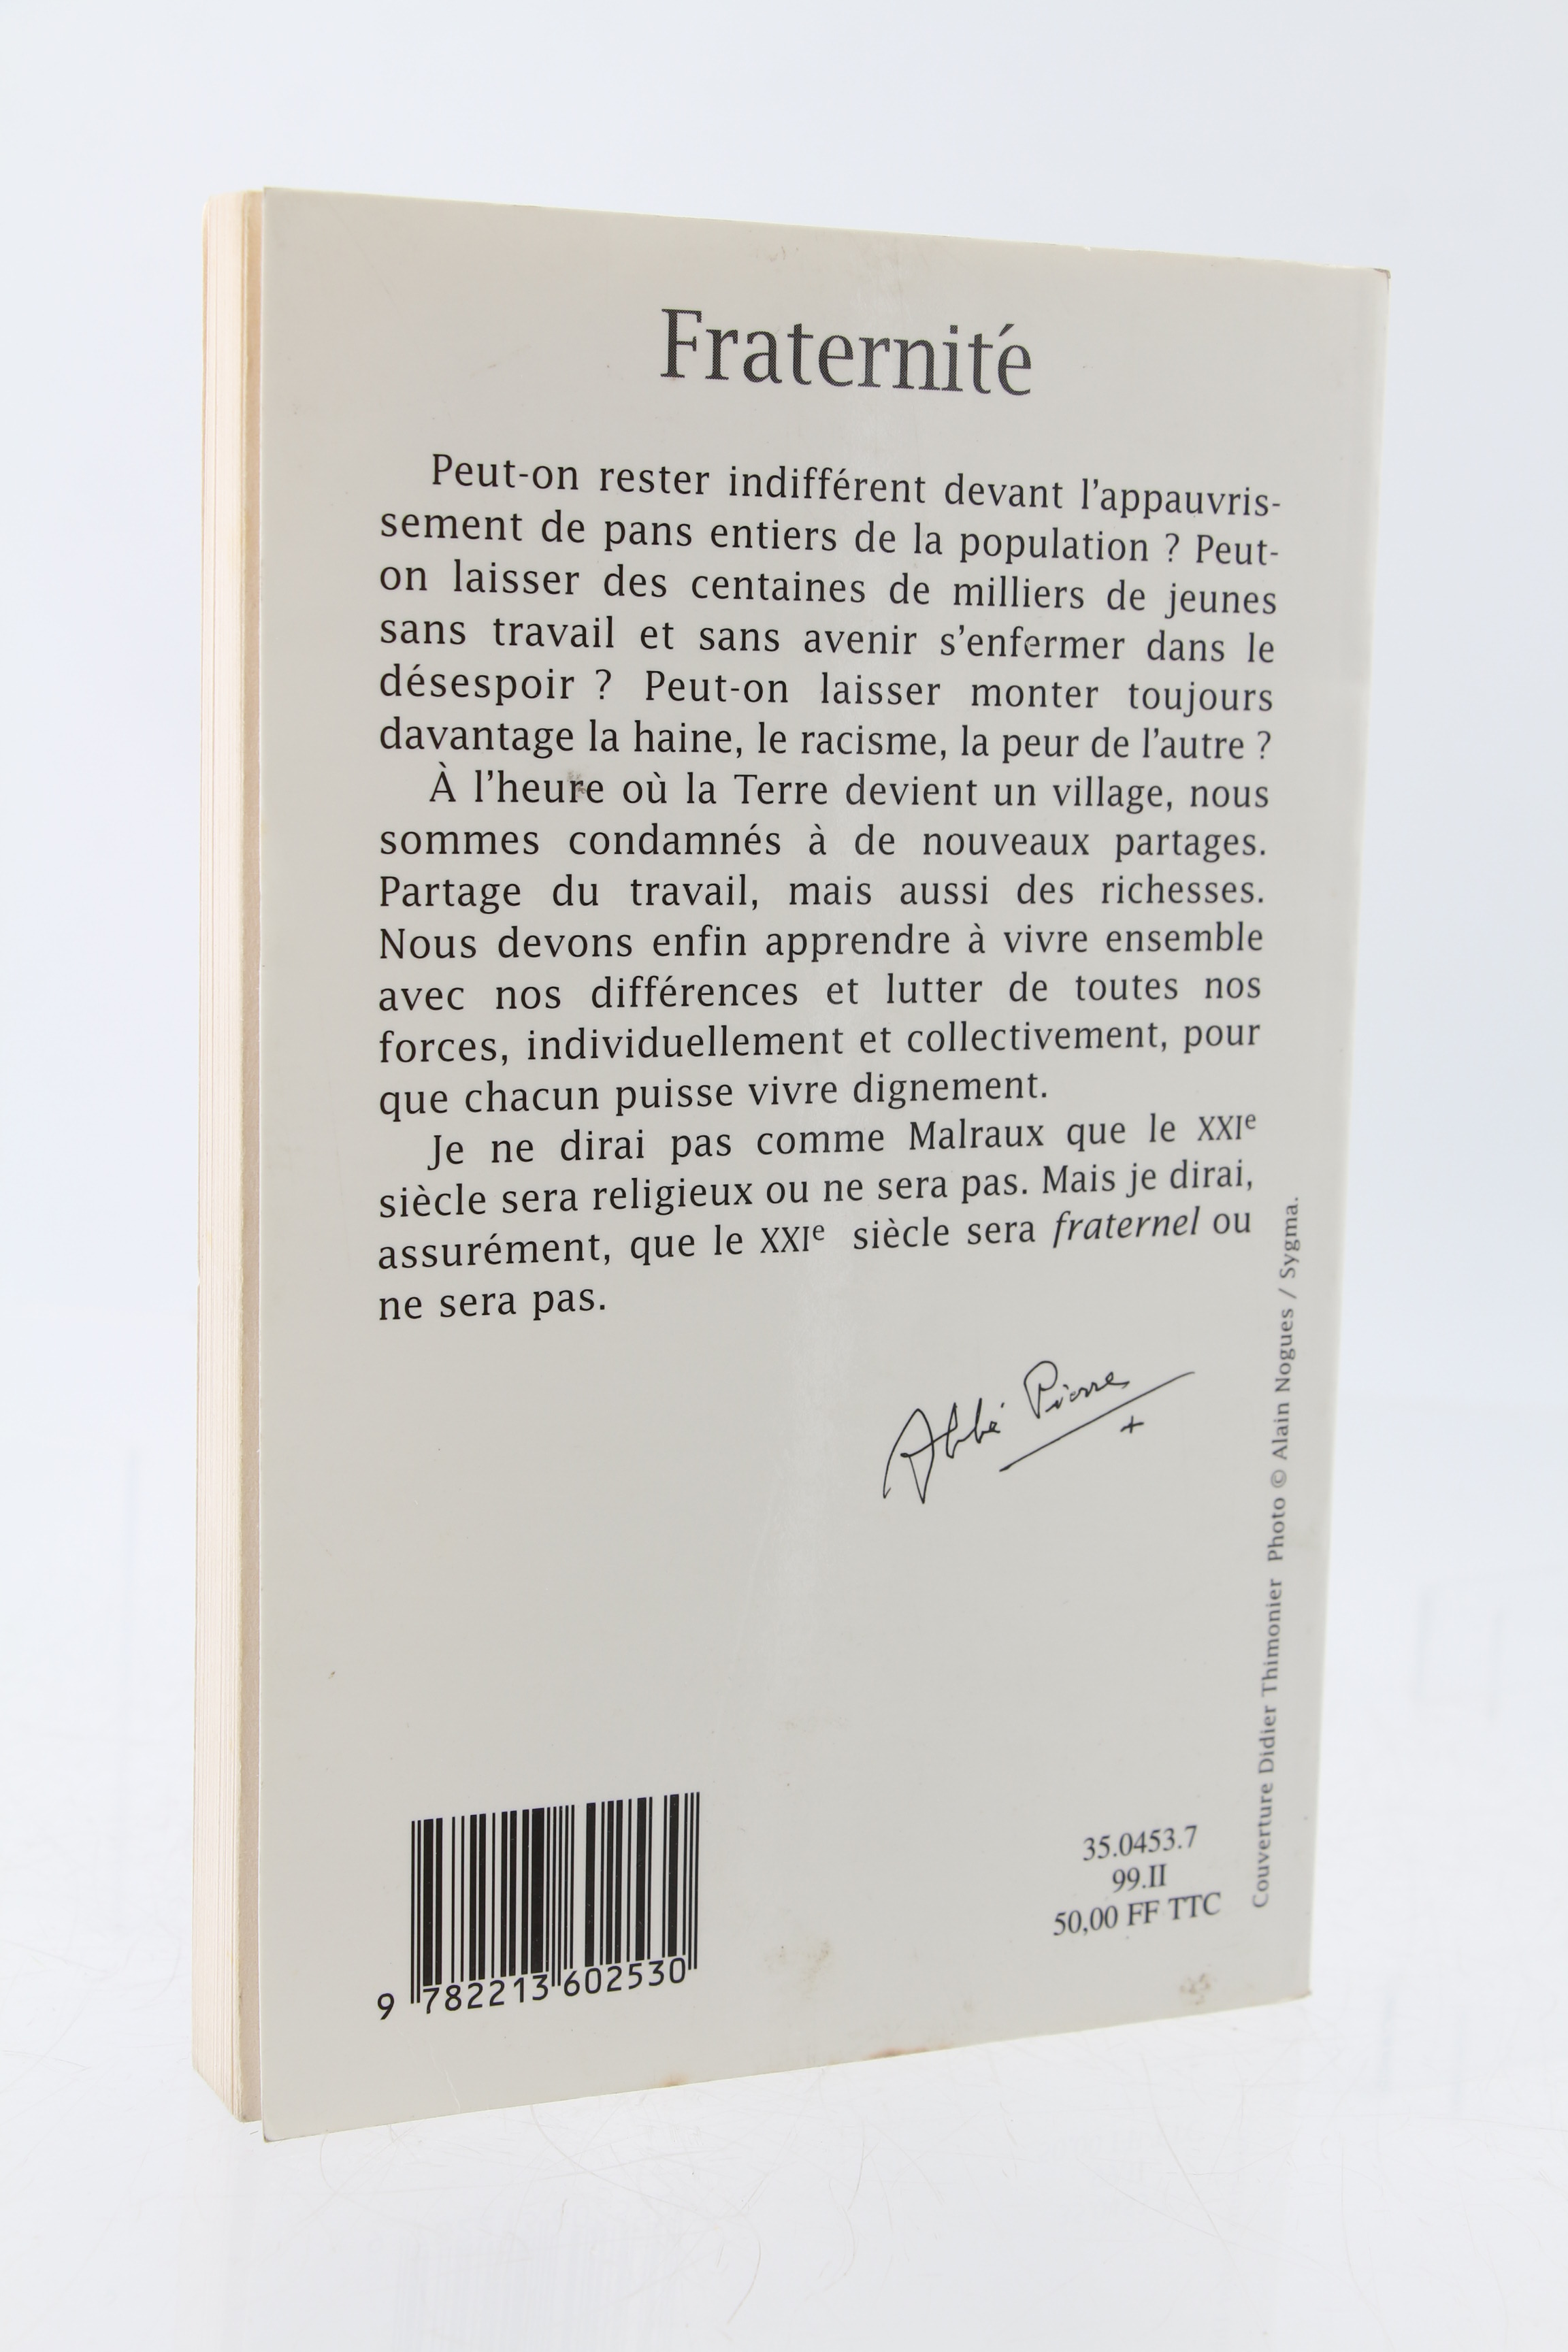 Fraternité
Peut-on rester indifférent devant l'appauvris-
sement de pans entiers de la population ? Peut-
on laisser des centaines de milliers de jeunes
sans travail et sans avenir s'enfermer dans le
désespoir ? Peut-on laisser monter toujours
davantage la haine, le racisme, la peur de l'autre ?
À l'heure où la Terre devient un village, nous
sommes condamnés à de nouveaux partages.
Partage du travail, mais aussi des richesses.
Nous devons enfin apprendre à vivre ensemble
avec nos différences et lutter de toutes nos
forces, individuellement et collectivement, pour
que chacun puisse vivre dignement.
Je ne dirai pas comme Malraux que le XXIe
siècle sera religieux ou ne sera pas. Mais je dirai,
assurément, que le XXIe siècle sera fraternel ou
ne sera pas.
Abbé Pierre
Couverture Didier Thimonier Photo © Alain Nogues / Sygma.
35.0453.7
99.II
50,00 FF TTC
9 782213 602530